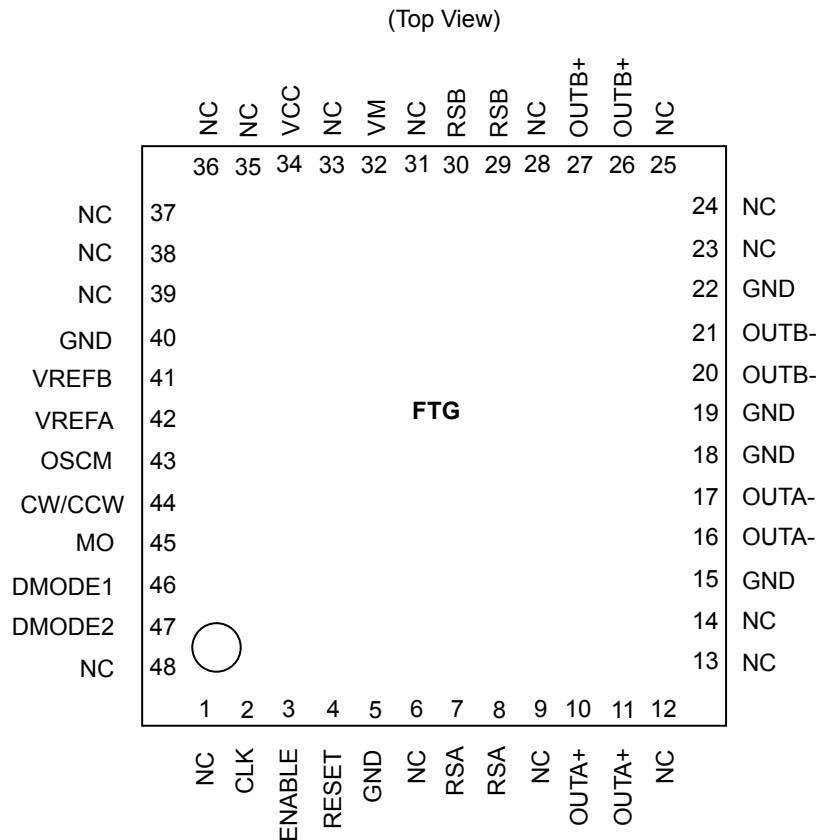 (Top View)
NC NC VCC NC VM NC RSB RSB NC OUTB+ OUTB+ NC
36 35 34 33 32 31 30 29 28 27 26 25
NC 37
NC 38
NC 39
GND 40
VREFB 41
VREFA 42
OSCM 43
CW/CCW 44
MO 45
DMODE1 46
DMODE2 47
NC 48
FTG
24 NC
23 NC
22 GND
21 OUTB-
20 OUTB-
19 GND
18 GND
17 OUTA-
16 OUTA-
15 GND
14 NC
13 NC
1 2 3 4 5 6 7 8 9 10 11 12
NC CLK ENABLE RESET GND NC RSA RSA NC OUTA+ OUTA+ NC